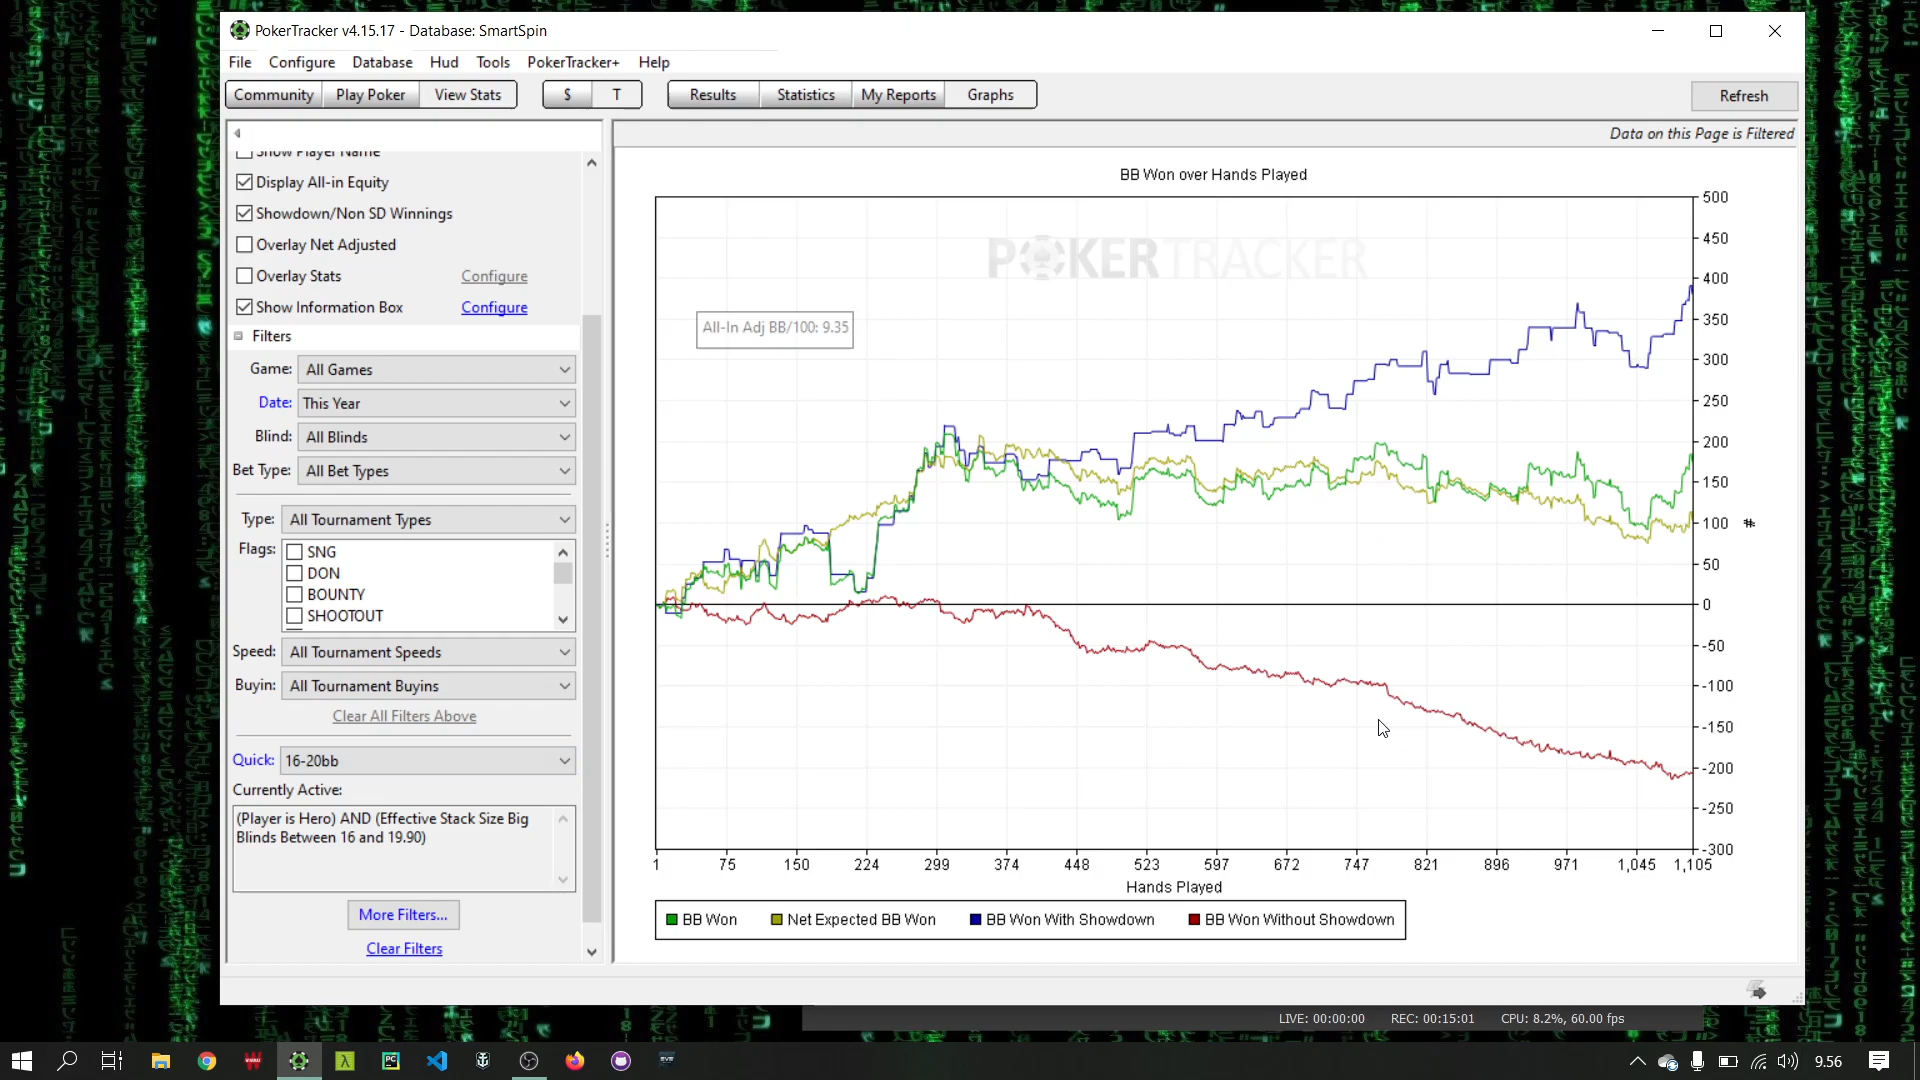 PokerTracker v4.15.17 - Database: SmartSpin
File Configure Database Hud Tools PokerTracker+ Help
Community Play Poker View Stats $ T Results Statistics My Reports Graphs Refresh
Data on this Page is Filtered
Show Player Name
Display All-in Equity
Showdown/Non SD Winnings
Overlay Net Adjusted
Overlay Stats Configure
Show Information Box Configure
Filters
Game: All Games
Date: This Year
Blind: All Blinds
Bet Type: All Bet Types
Type: All Tournament Types
Flags: SNG
DON
BOUNTY
SHOOTOUT
Speed: All Tournament Speeds
Buyin: All Tournament Buyins
Clear All Filters Above
Quick: 16-20bb
Currently Active:
(Player is Hero) AND (Effective Stack Size Big
Blinds Between 16 and 19.90)
More Filters...
Clear Filters
BB Won over Hands Played
POKERTRACKER
All-In Adj BB/100: 9.35
500
450
400
350
300
250
200
150
100 #
50
0
-50
-100
-150
-200
-250
-300
1 75 150 224 299 374 448 523 597 672 747 821 896 971 1,045 1,105
Hands Played
BB Won Net Expected BB Won BB Won With Showdown BB Won Without Showdown
LIVE: 00:00:00 REC: 00:15:01 CPU: 8.2%, 60.00 fps
PC
9.56